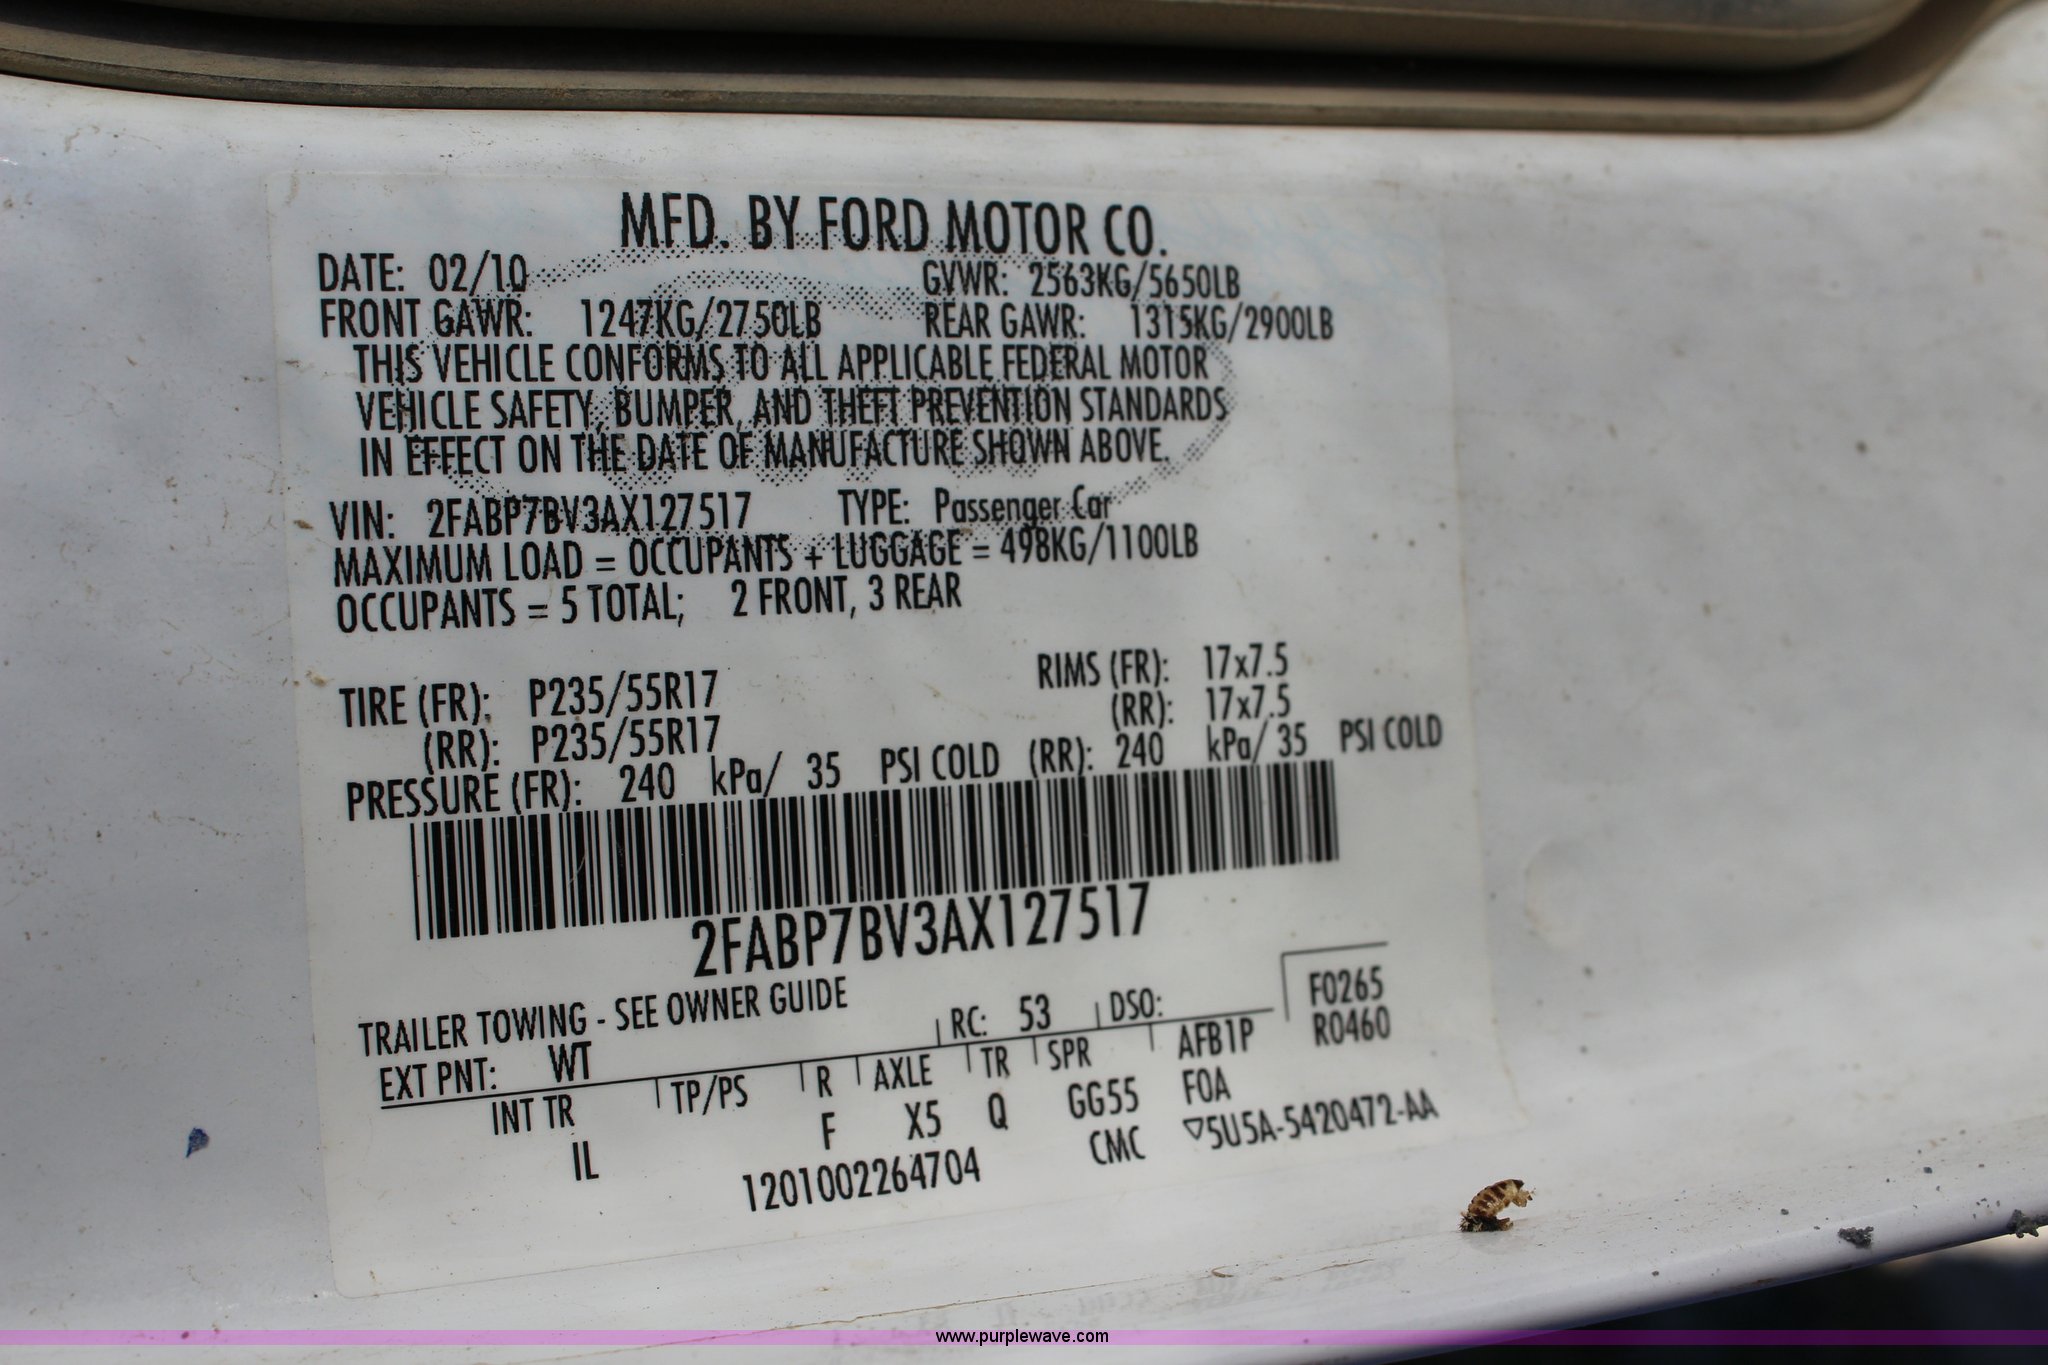 MFD. BY FORD MOTOR CO.
DATE: 02/10 GVWR: 2563KG/5650LB
FRONT GAWR: 1247KG/2750LB REAR GAWR: 1315KG/2900LB
THIS VEHICLE CONFORMS TO ALL APPLICABLE FEDERAL MOTOR
VEHICLE SAFETY, BUMPER, AND THEFT PREVENTION STANDARDS
IN EFFECT ON THE DATE OF MANUFACTURE SHOWN ABOVE.
VIN: 2FABP7BV3AX127517 TYPE: Passenger Car
MAXIMUM LOAD = OCCUPANTS + LUGGAGE = 498KG/1100LB
OCCUPANTS = 5 TOTAL; 2 FRONT, 3 REAR
TIRE (FR): P235/55R17 RIMS (FR): 17x7.5
(RR): P235/55R17 (RR): 17x7.5
PRESSURE (FR): 240 kPa/ 35 PSI COLD (RR): 240 kPa/ 35 PSI COLD
2FABP7BV3AX127517
TRAILER TOWING - SEE OWNER GUIDE
EXT PNT: WT RC: 53 DSO: F0265
INT TR TP/PS R AXLE TR SPR AFB1P R0460
IL F X5 Q GG55 F0A
1201002264704 CMC ▽5U5A-5420472-AA
www.purplewave.com